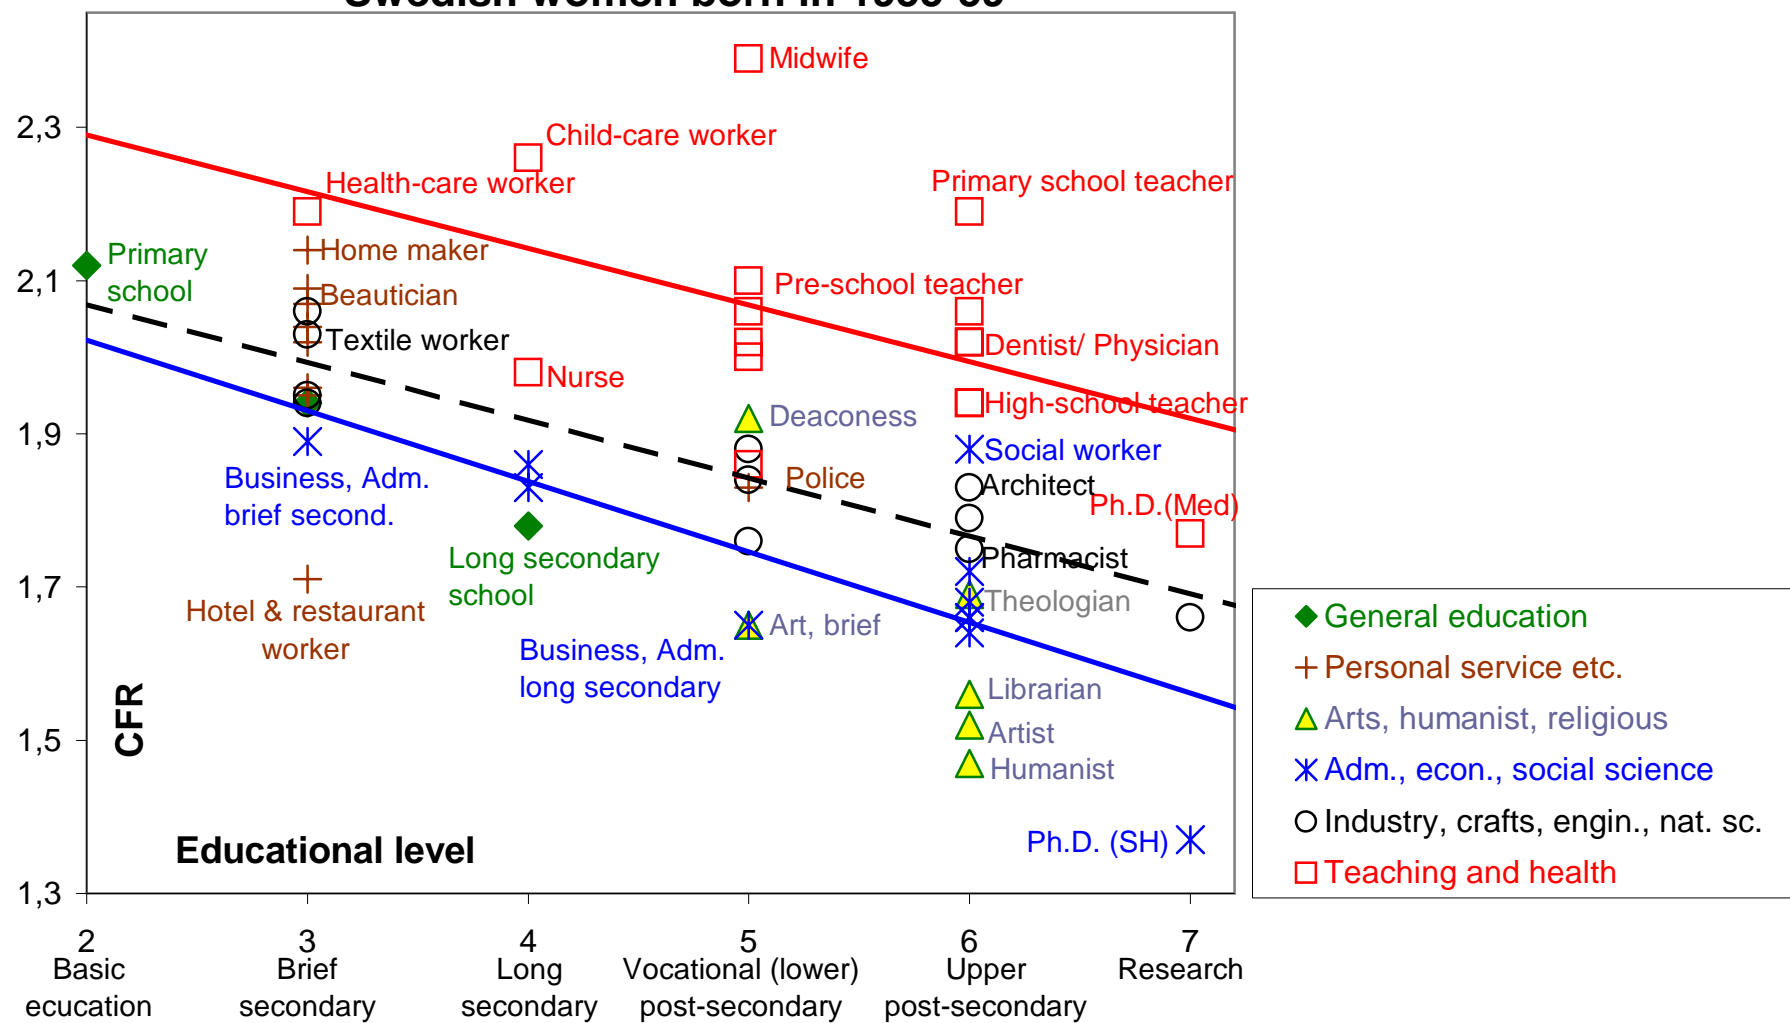 Swedish women born in
Midwife
2,3
Child-care worker
Health-care worker
Primary school teacher
Home maker
Primary
school
2,1
Pre-school teacher
Beautician
Textile worker
Dentist/ Physician
Nurse
High-school teacher
Deaconess
1,9
Social worker
Business, Adm.
brief second.
Police
Architect
Ph.D.(Med)
Long secondary
school
Pharmacist
1,7
Theologian
Hotel & restaurant
worker
Art, brief
Business, Adm.
long secondary
Librarian
Artist
Humanist
CFR
1,5
Ph.D. (SH)
Educational level
1,3
General education
Personal service etc.
Arts, humanist, religious
Adm., econ., social science
Industry, crafts, engin., nat. sc.
Teaching and health
2 3 4 5 6 7
Basic Brief Long Vocational (lower) Upper Research
ecucation secondary secondary post-secondary post-secondary